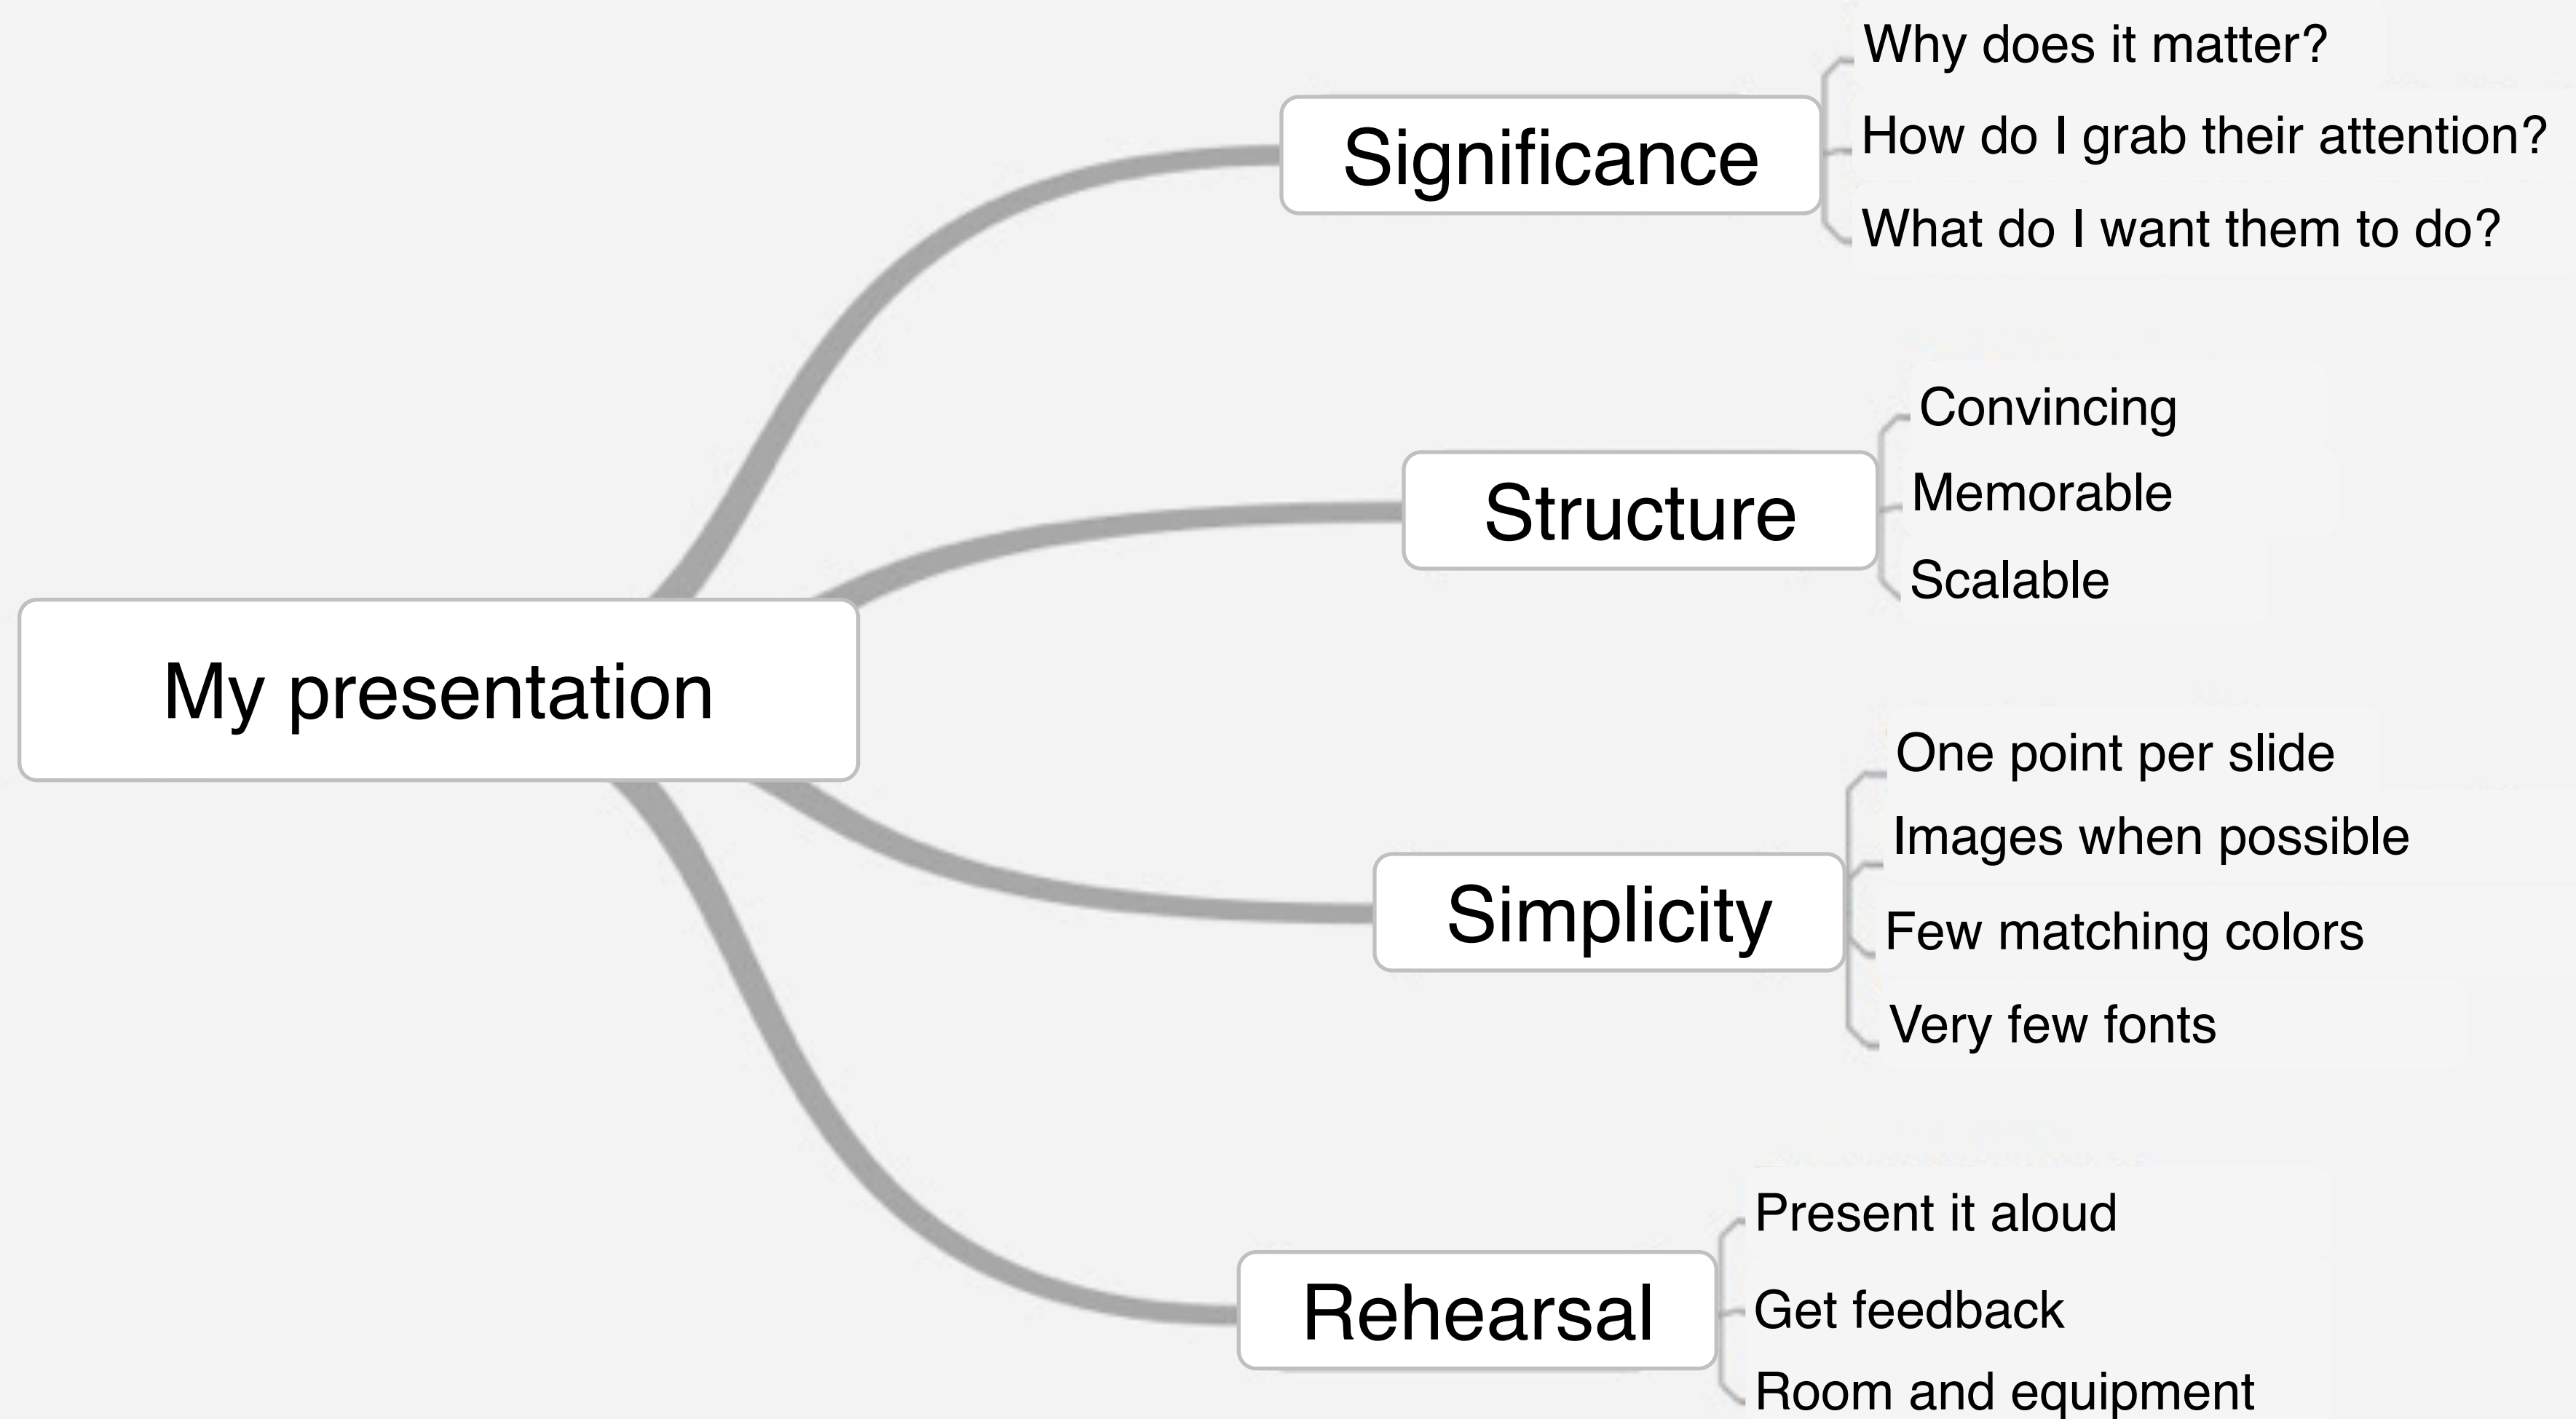 My presentation
Significance
Why does it matter?
How do I grab their attention?
What do I want them to do?
Structure
Convincing
Memorable
Scalable
Simplicity
One point per slide
Images when possible
Few matching colors
Very few fonts
Rehearsal
Present it aloud
Get feedback
Room and equipment